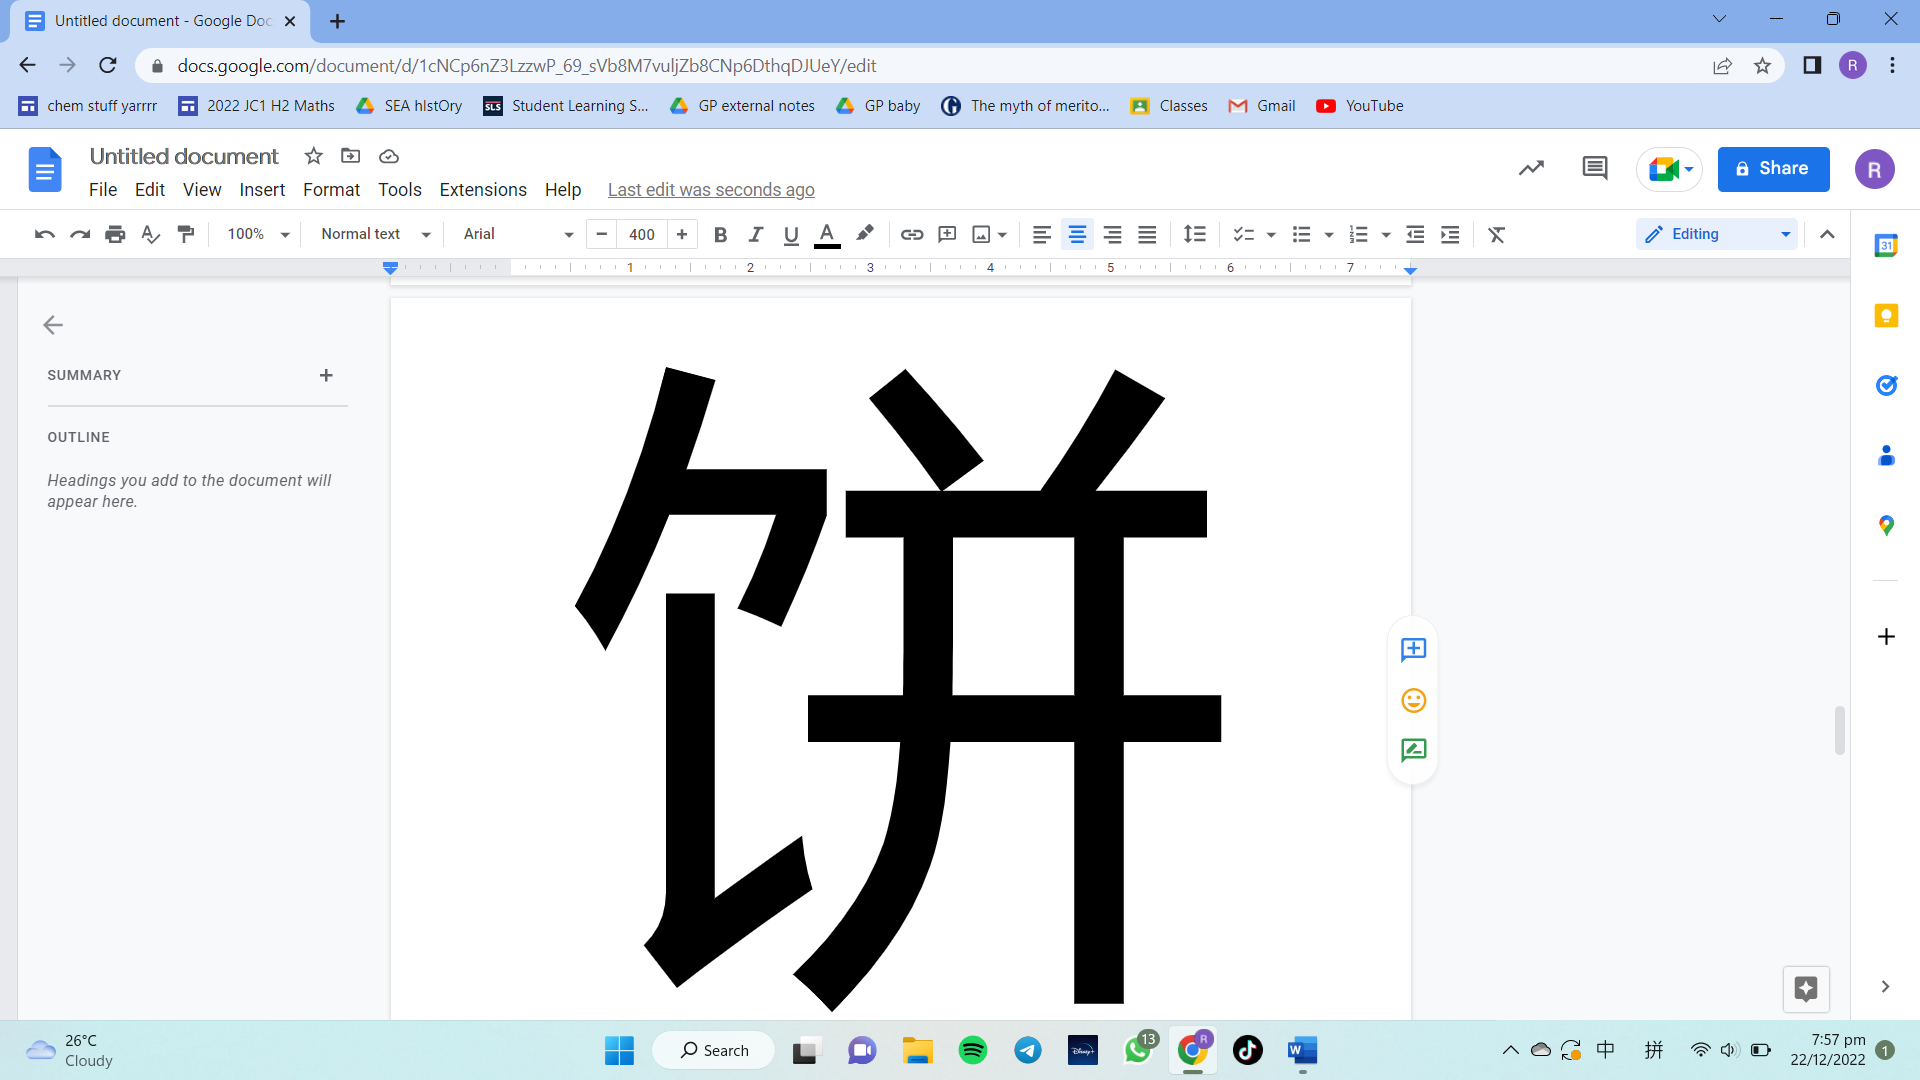 Untitled document - Google Doc
docs.google.com/document/d/1cNCp6nZ3LzzwP_69_sVb8M7vuljZb8CNp6DthqDJUeY/edit
R
chem stuff yarrrr
2022 JC1 H2 Maths
SEA hIstOry
SLS
Student Learning S...
GP external notes
GP baby
The myth of merito...
Classes
Gmail
YouTube
Untitled document
File Edit View Insert Format Tools Extensions Help
Last edit was seconds ago
Share
R
100%
Normal text
Arial
400
B I U A
Editing
31
1 2 3 4 5 6 7
SUMMARY
OUTLINE
Headings you add to the document will
appear here.
饼
26°C
Cloudy
Search
Disney+
13
R
W
中
拼
7:57 pm
22/12/2022
1